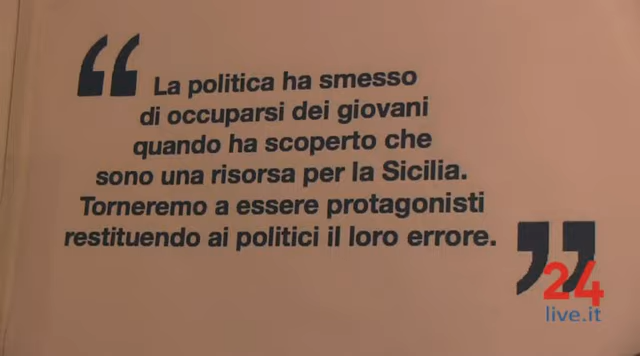 “
La politica ha smesso
di occuparsi dei giovani
quando ha scoperto che
sono una risorsa per la Sicilia.
Torneremo a essere protagonisti
restituendo ai politici il loro errore.
”
24
live.it